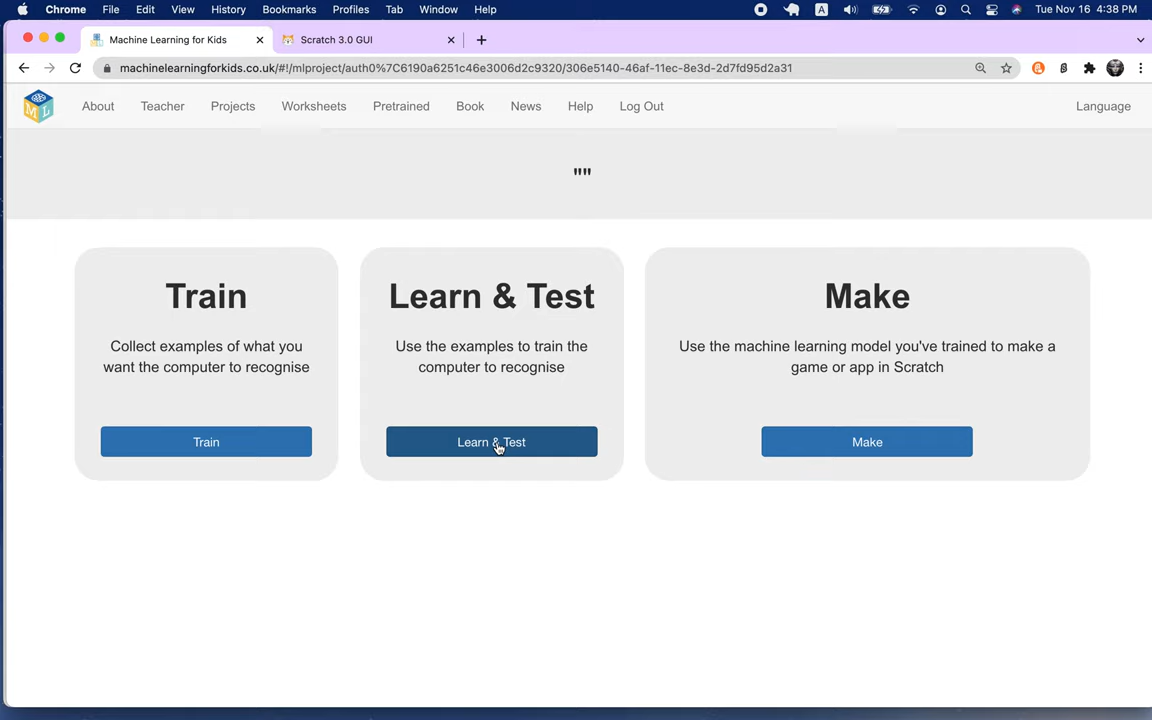 Chrome File Edit View History Bookmarks Profiles Tab Window Help A Tue Nov 16 4:38 PM
Machine Learning for Kids Scratch 3.0 GUI
machinelearningforkids.co.uk/#!/mlproject/auth0%7C6190a6251c46e3006d2c9320/306e5140-46af-11ec-8e3d-2d7fd95d2a31
ML About Teacher Projects Worksheets Pretrained Book News Help Log Out Language
""
Train Learn & Test Make
Collect examples of what you Use the examples to train the Use the machine learning model you've trained to make a
want the computer to recognise computer to recognise game or app in Scratch
Train Learn & Test Make